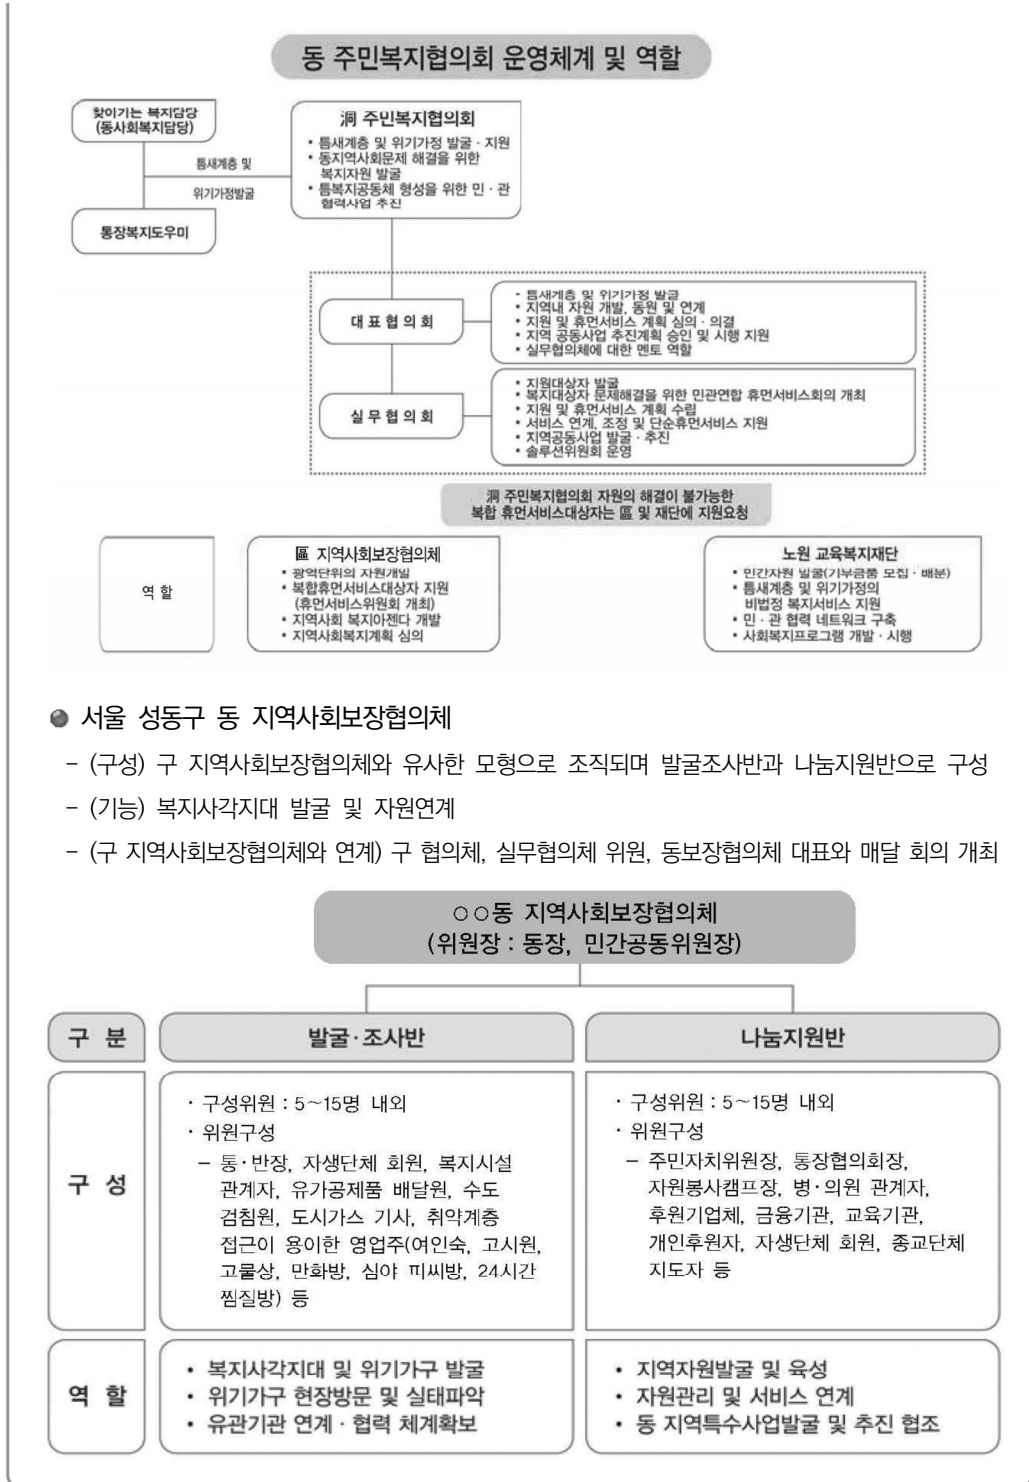 동 주민복지협의회 운영체계 및 역할
찾이기는 복지담당
(동사회복지담당)
틈새계층 및
위기가정발굴
통장복지도우미
洞 주민복지협의회
• 틈새계층 및 위기가정 발굴 · 지원
• 동지역사회문제 해결을 위한
복지자원 발굴
• 틈복지공동체 형성을 위한 민 · 관
협력사업 추진
대표협의회
- 틈새계층 및 위기가정 발굴
• 지역내 자원 개발, 동원 및 연계
• 지원 및 휴먼서비스 계획 심의 · 의결
• 지역 공동사업 추진계획 승인 및 시행 지원
• 실무협의체에 대한 멘토 역할
실무협의회
• 지원대상자 발굴
• 복지대상자 문제해결을 위한 민관연합 휴먼서비스회의 개최
• 지원 및 휴먼서비스 계획 수립
• 서비스 연계, 조정 및 단순휴먼서비스 지원
• 지역공동사업 발굴 · 추진
• 솔루션위원회 운영
洞 주민복지협의회 자원의 해결이 불가능한
복합 휴먼서비스대상자는 區 및 재단에 지원요청
역 할
區 지역사회보장협의체
• 광역단위의 자원개발
• 복합휴먼서비스대상자 지원
(휴먼서비스위원회 개최)
• 지역사회 복지아젠다 개발
• 지역사회복지계획 심의
노원 교육복지재단
• 민간자원 발굴(기부금품 모집 · 배분)
• 틈새계층 및 위기가정의
비법정 복지서비스 지원
• 민 · 관 협력 네트워크 구축
• 사회복지프로그램 개발 · 시행
서울 성동구 동 지역사회보장협의체
- (구성) 구 지역사회보장협의체와 유사한 모형으로 조직되며 발굴조사반과 나눔지원반으로 구성
- (기능) 복지사각지대 발굴 및 자원연계
- (구 지역사회보장협의체와 연계) 구 협의체, 실무협의체 위원, 동보장협의체 대표와 매달 회의 개최
○○동 지역사회보장협의체
(위원장 : 동장, 민간공동위원장)
구 분
발굴·조사반
나눔지원반
구 성
· 구성위원 : 5~15명 내외
· 위원구성
- 통·반장, 자생단체 회원, 복지시설
관계자, 유가공제품 배달원, 수도
검침원, 도시가스 기사, 취약계층
접근이 용이한 영업주(여인숙, 고시원,
고물상, 만화방, 심야 피씨방, 24시간
찜질방) 등
· 구성위원 : 5~15명 내외
· 위원구성
- 주민자치위원장, 통장협의회장,
자원봉사캠프장, 병·의원 관계자,
후원기업체, 금융기관, 교육기관,
개인후원자, 자생단체 회원, 종교단체
지도자 등
역 할
• 복지사각지대 및 위기가구 발굴
• 위기가구 현장방문 및 실태파악
• 유관기관 연계 · 협력 체계확보
• 지역자원발굴 및 육성
• 자원관리 및 서비스 연계
• 동 지역특수사업발굴 및 추진 협조